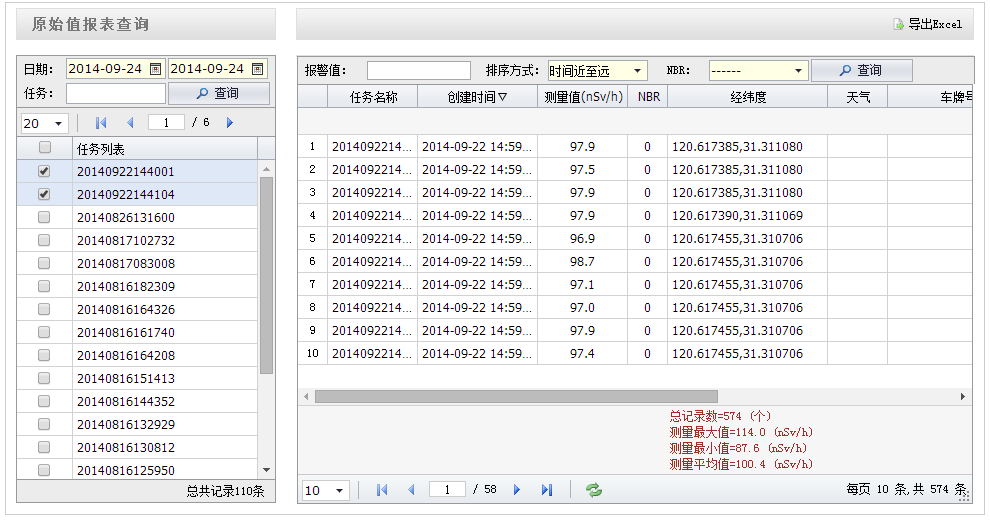 原始值报表查询
导出Excel
日期： 2014-09-24 2014-09-24
任务： 查询
20 1 / 6
任务列表
20140922144001
20140922144104
20140826131600
20140817102732
20140817083008
20140816182309
20140816164326
20140816161740
20140816164208
20140816151413
20140816144352
20140816132929
20140816130812
20140816125950
总共记录110条
报警值： 排序方式： 时间近至远 NBR： ------ 查询
任务名称 创建时间▽ 测量值(nSv/h) NBR 经纬度 天气 车牌号
1 2014092214... 2014-09-22 14:59... 97.9 0 120.617385,31.311080
2 2014092214... 2014-09-22 14:59... 97.5 0 120.617385,31.311080
3 2014092214... 2014-09-22 14:59... 97.9 0 120.617385,31.311080
4 2014092214... 2014-09-22 14:59... 97.9 0 120.617390,31.311069
5 2014092214... 2014-09-22 14:59... 96.9 0 120.617455,31.310706
6 2014092214... 2014-09-22 14:59... 98.7 0 120.617455,31.310706
7 2014092214... 2014-09-22 14:59... 97.1 0 120.617455,31.310706
8 2014092214... 2014-09-22 14:59... 97.0 0 120.617455,31.310706
9 2014092214... 2014-09-22 14:59... 97.9 0 120.617455,31.310706
10 2014092214... 2014-09-22 14:59... 97.4 0 120.617455,31.310706
总记录数=574 (个)
测量最大值=114.0 (nSv/h)
测量最小值=87.6 (nSv/h)
测量平均值=100.4 (nSv/h)
10 1 / 58 每页 10 条,共 574 条